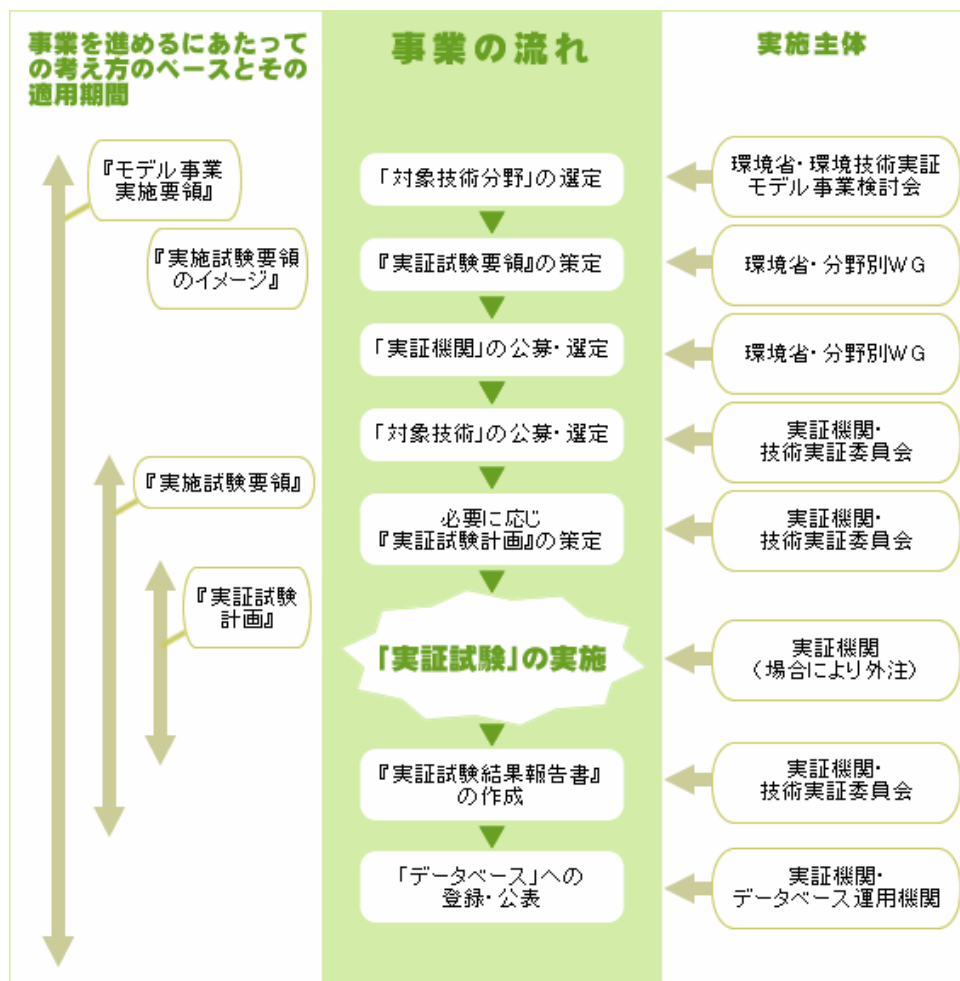 事業を進めるにあたって
の考え方のベースとその
適用期間
『モデル事業
実施要領』
『実施試験要領
のイメージ』
『実施試験要領』
『実証試験
計画』
事業の流れ
「対象技術分野」の選定
『実証試験要領』の策定
「実証機関」の公募・選定
「対象技術」の公募・選定
必要に応じ
『実証試験計画』の策定
「実証試験」の実施
『実証試験結果報告書』
の作成
「データベース」への
登録・公表
実施主体
環境省・環境技術実証
モデル事業検討会
環境省・分野別WG
環境省・分野別WG
実証機関・
技術実証委員会
実証機関・
技術実証委員会
実証機関
（場合により外注）
実証機関・
技術実証委員会
実証機関・
データベース運用機関